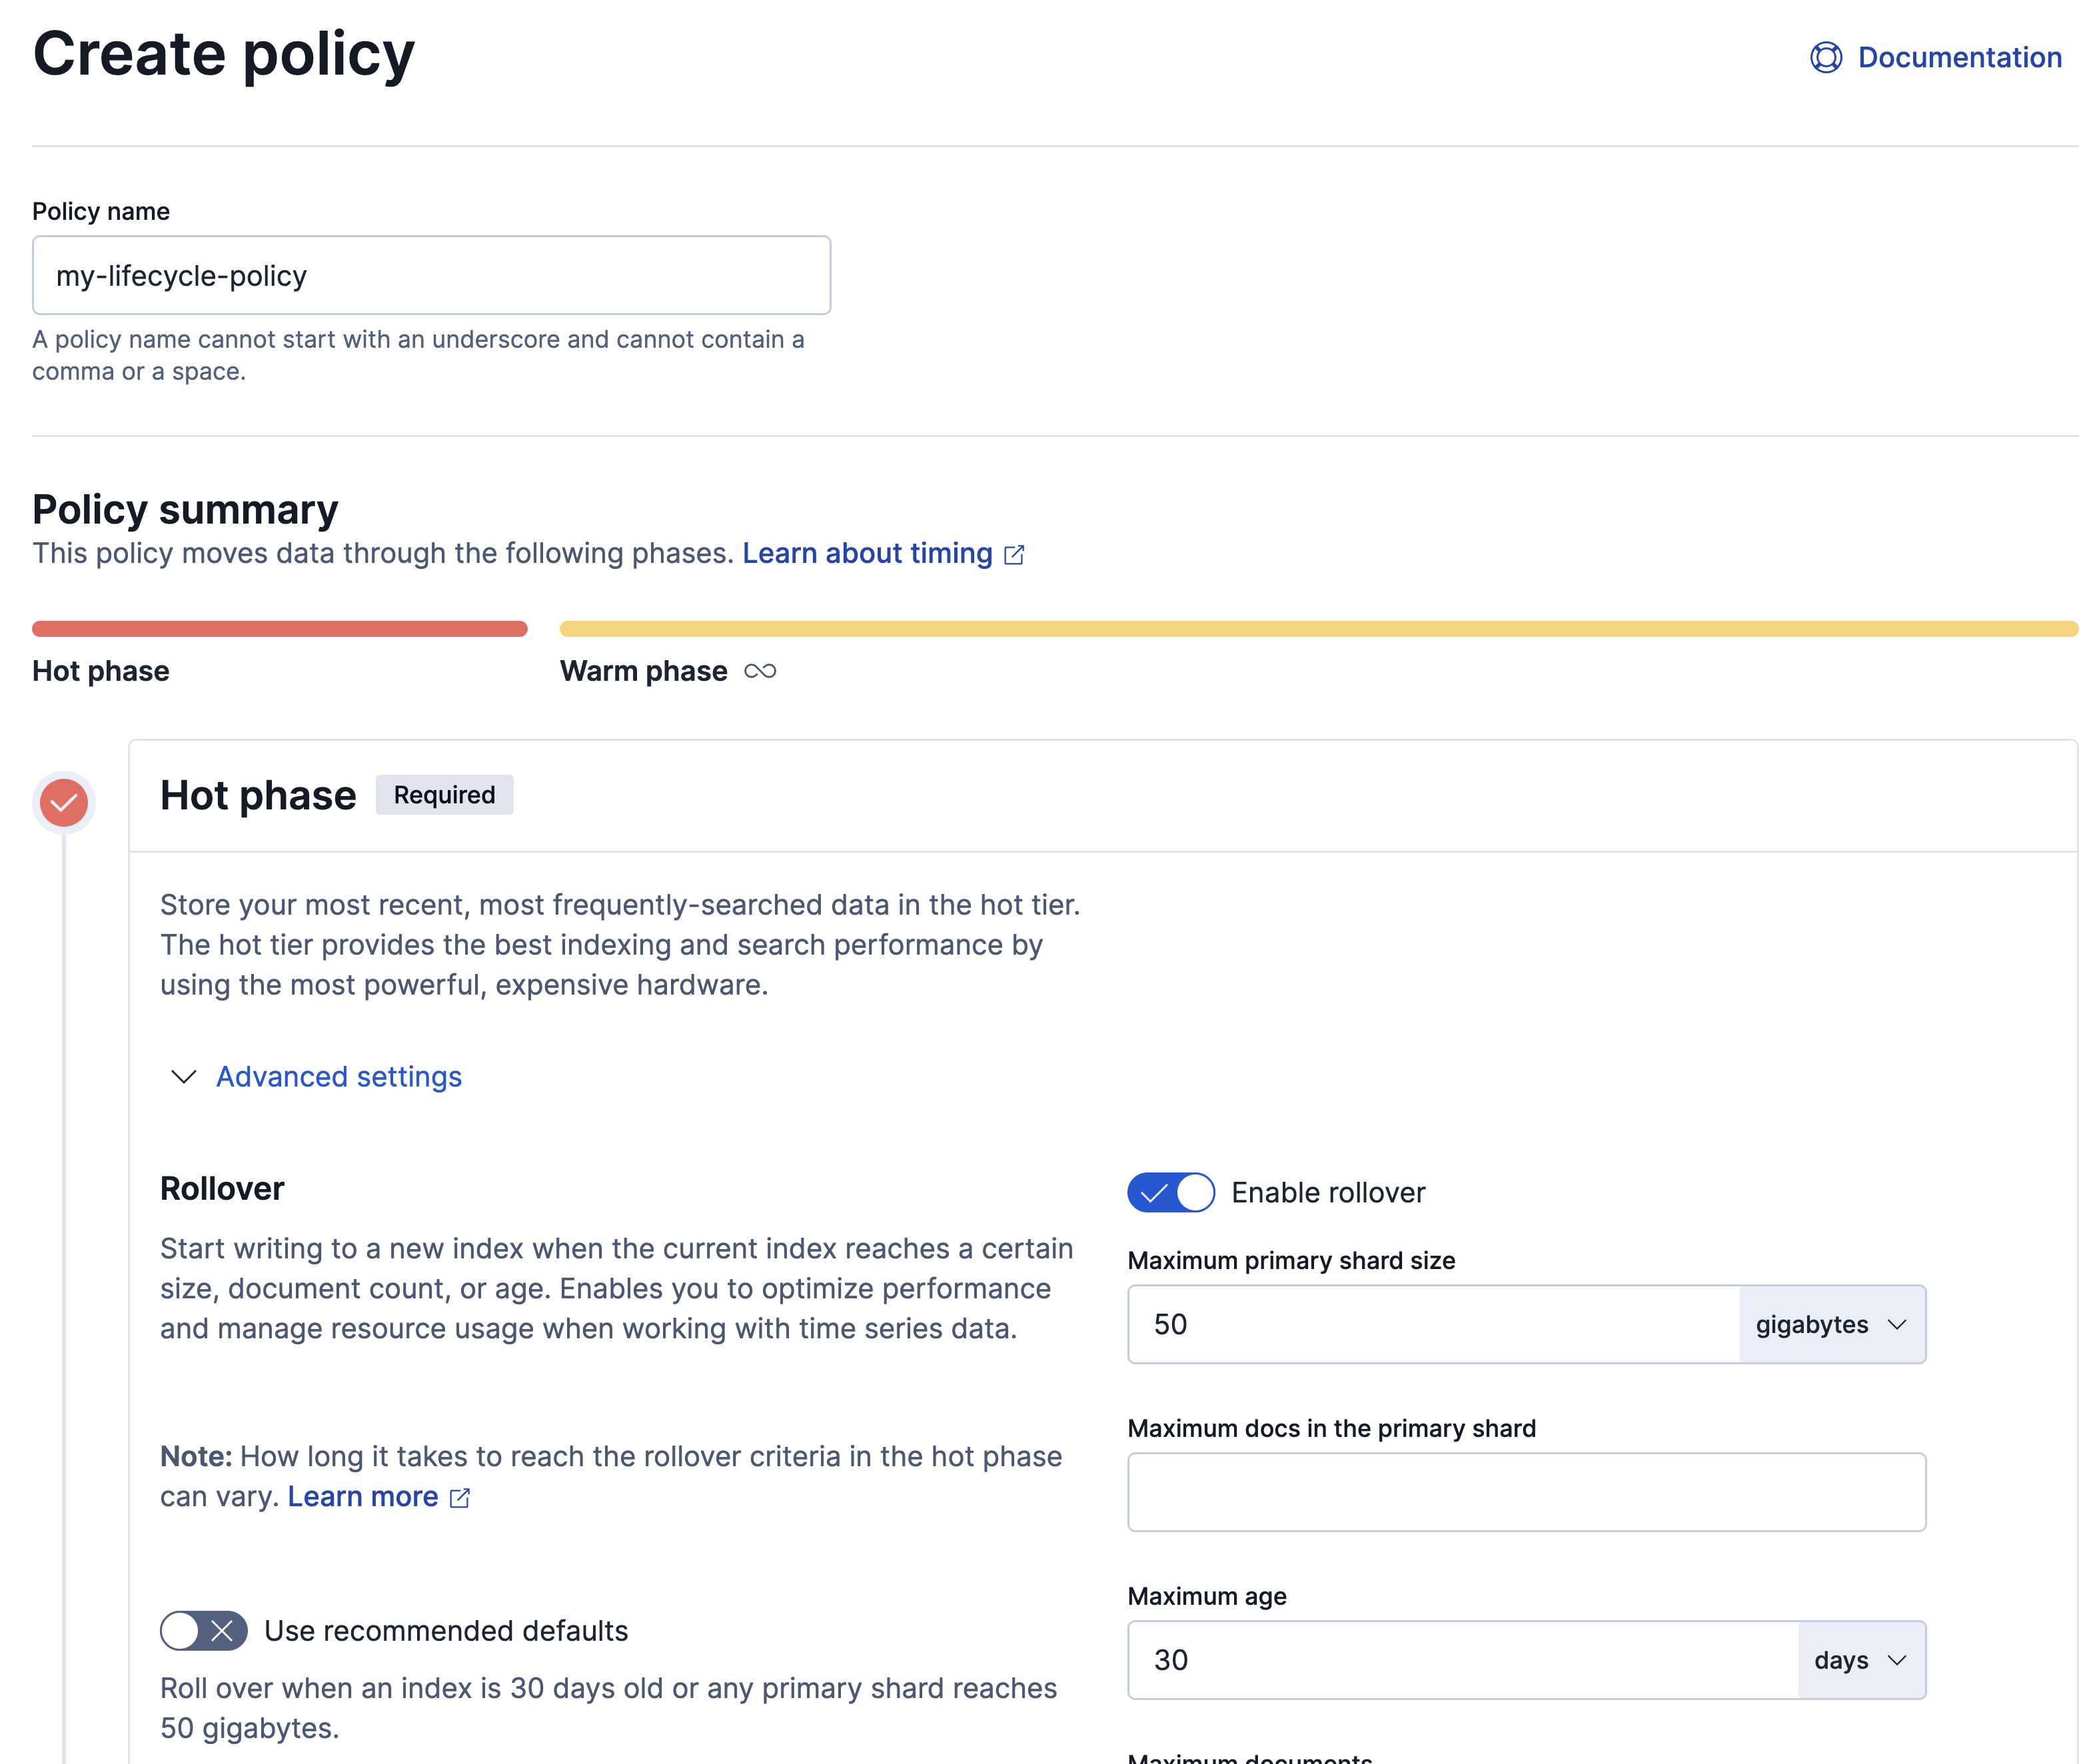 Create policy
Documentation
Policy name
my-lifecycle-policy
A policy name cannot start with an underscore and cannot contain a
comma or a space.
Policy summary
This policy moves data through the following phases. Learn about timing
Hot phase
Warm phase
Hot phase Required
Store your most recent, most frequently-searched data in the hot tier.
The hot tier provides the best indexing and search performance by
using the most powerful, expensive hardware.
Advanced settings
Rollover
Start writing to a new index when the current index reaches a certain
size, document count, or age. Enables you to optimize performance
and manage resource usage when working with time series data.
Note: How long it takes to reach the rollover criteria in the hot phase
can vary. Learn more
Use recommended defaults
Roll over when an index is 30 days old or any primary shard reaches
50 gigabytes.
Enable rollover
Maximum primary shard size
50 gigabytes
Maximum docs in the primary shard
Maximum age
30 days
Maximum documents